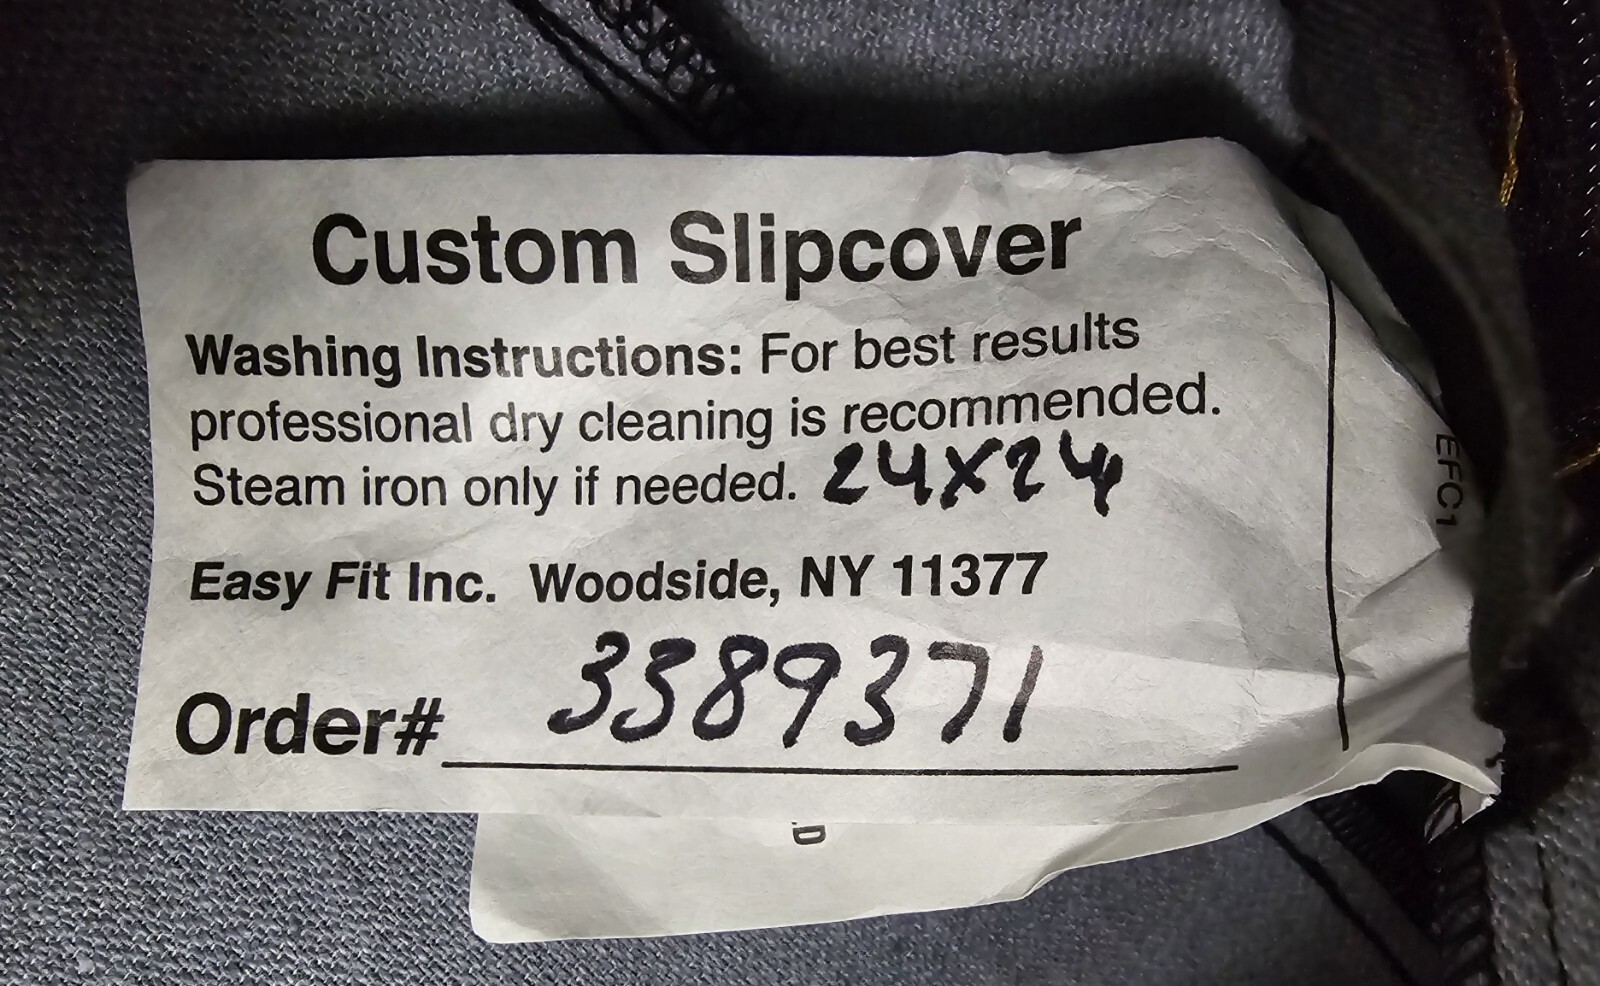 Custom Slipcover
Washing Instructions: For best results
professional dry cleaning is recommended.
Steam iron only if needed. 24x24
Easy Fit Inc. Woodside, NY 11377
Order# 3389371
EFC1
.D